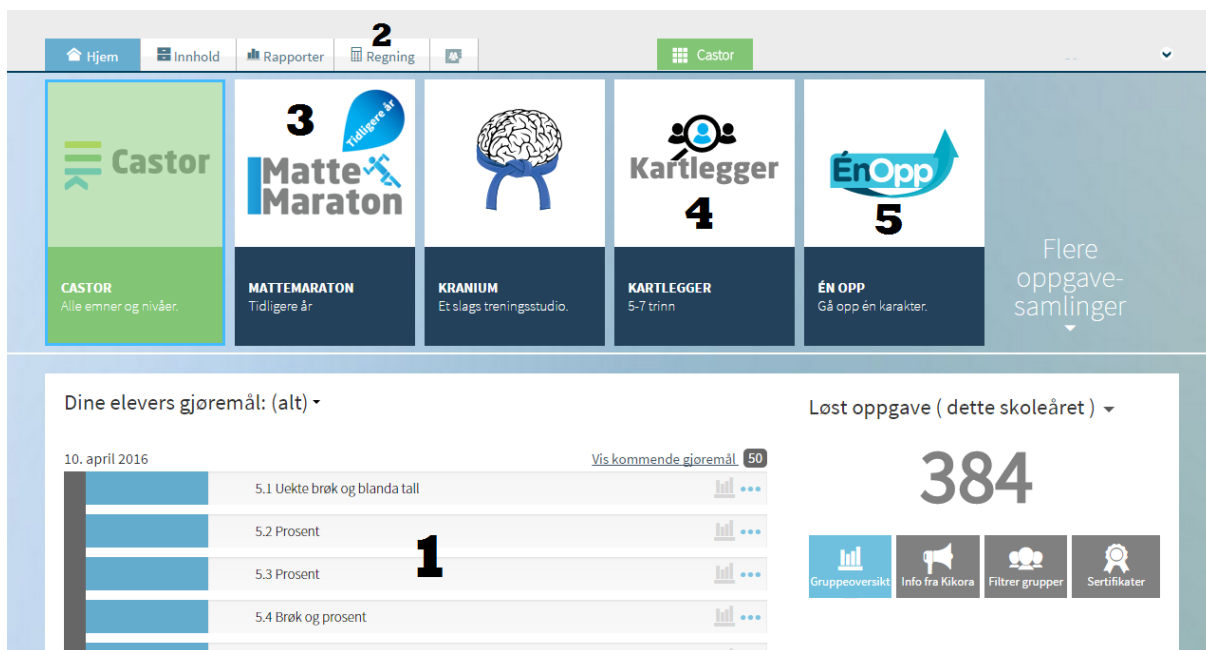 2
Hjem
Innhold
Rapporter
Regning
Castor
Castor
3
Tidligere år
Matte
Maraton
Kartlegger
4
ÉnOpp
5
CASTOR
Alle emner og nivåer.
MATTEMARATON
Tidligere år
KRANIUM
Et slags treningsstudio.
KARTLEGGER
5-7 trinn
ÉN OPP
Gå opp én karakter.
Flere
oppgave-
samlinger
Dine elevers gjøremål: (alt)
10. april 2016
Vis kommende gjøremål 50
5.1 Uekte brøk og blanda tall
5.2 Prosent
1
5.3 Prosent
5.4 Brøk og prosent
Løst oppgave ( dette skoleåret )
384
Gruppeoversikt
Info fra Kikora
Filtrer grupper
Sertifikater